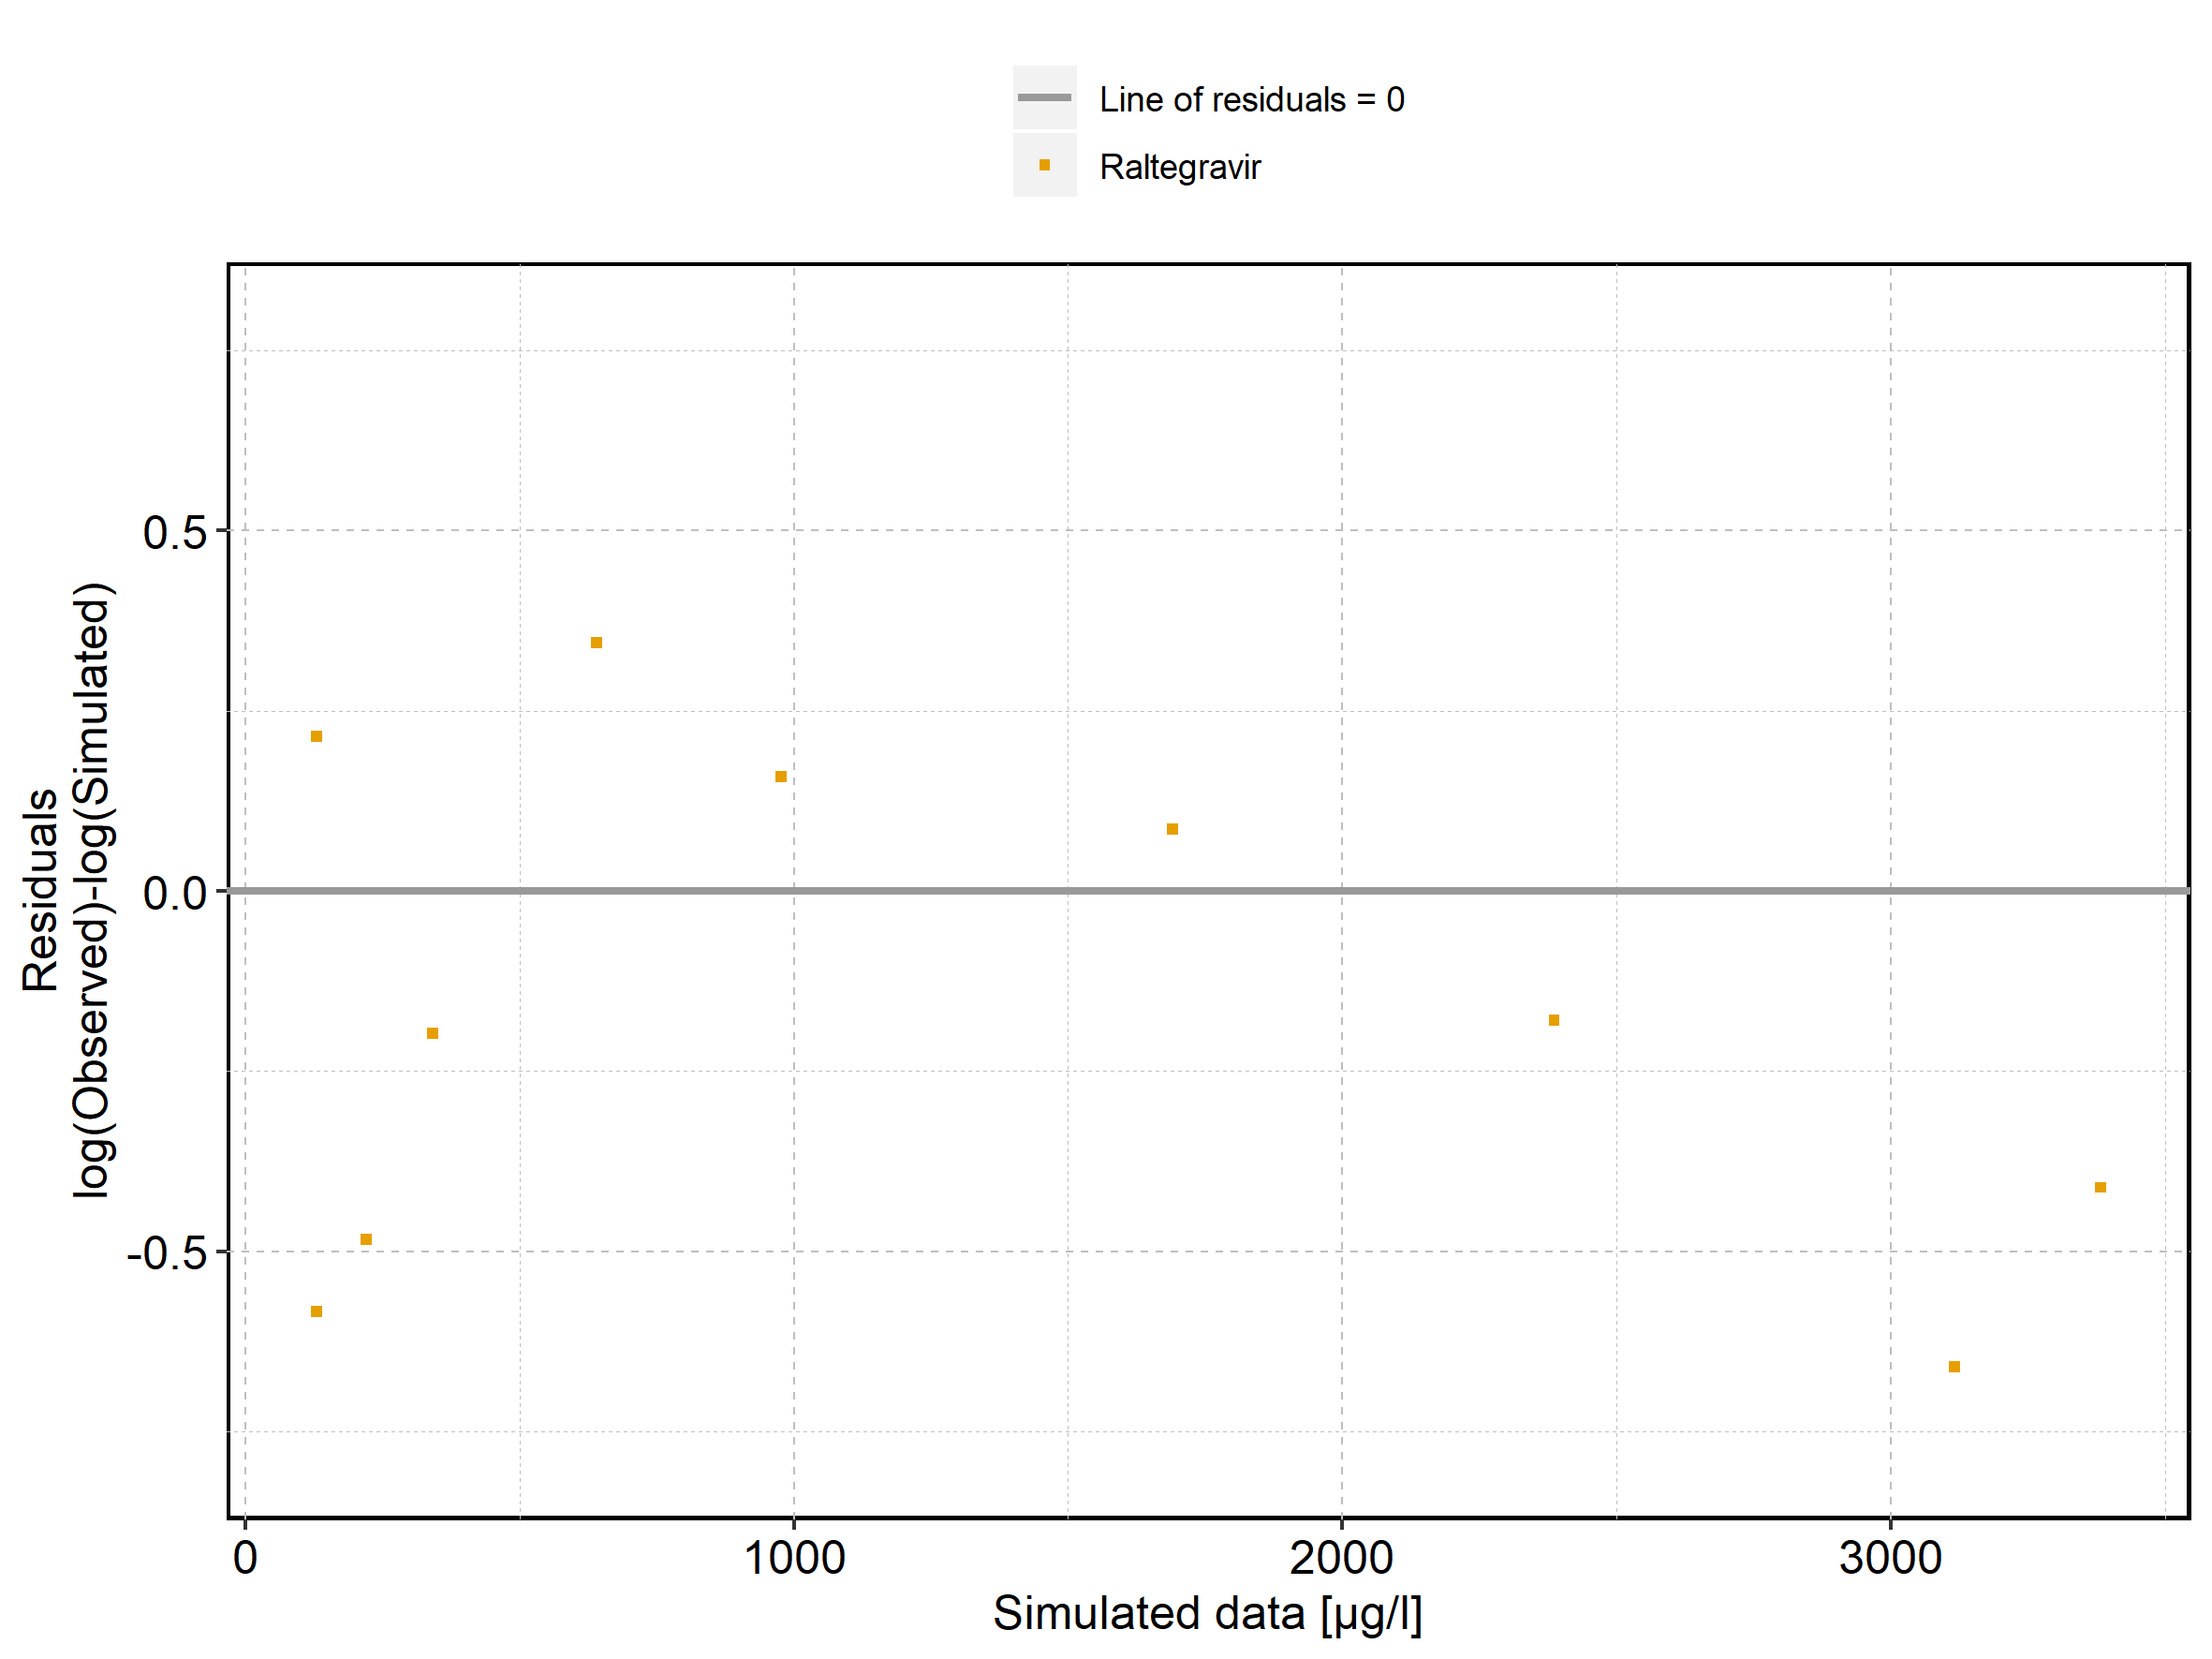 Line of residuals = 0
Raltegravir
Residuals
log(Observed)-log(Simulated)
0.5
0.0
-0.5
0
1000
2000
3000
Simulated data [µg/l]